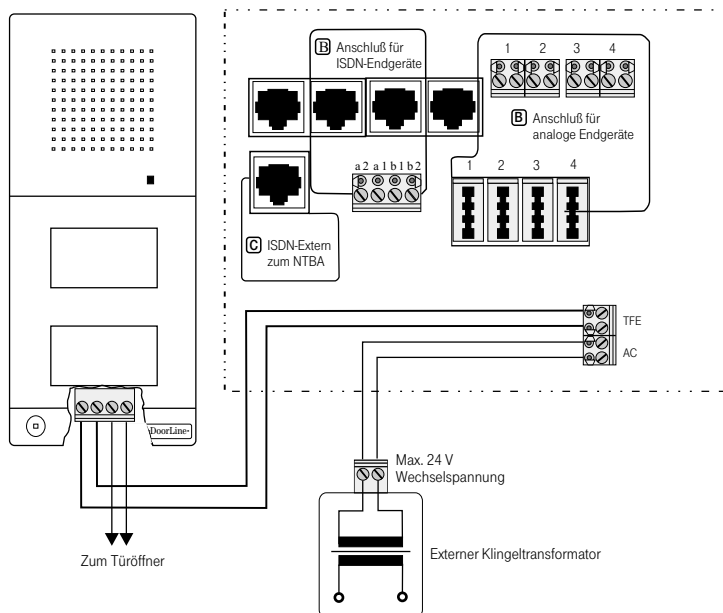 B Anschluß für
ISDN-Endgeräte
1 2 3 4
B Anschluß für
analoge Endgeräte
a2 a1 b1 b2
1 2 3 4
C ISDN-Extern
zum NTBA
TFE
AC
•DoorLine•
Max. 24 V
Wechselspannung
Zum Türöffner
Externer Klingeltransformator